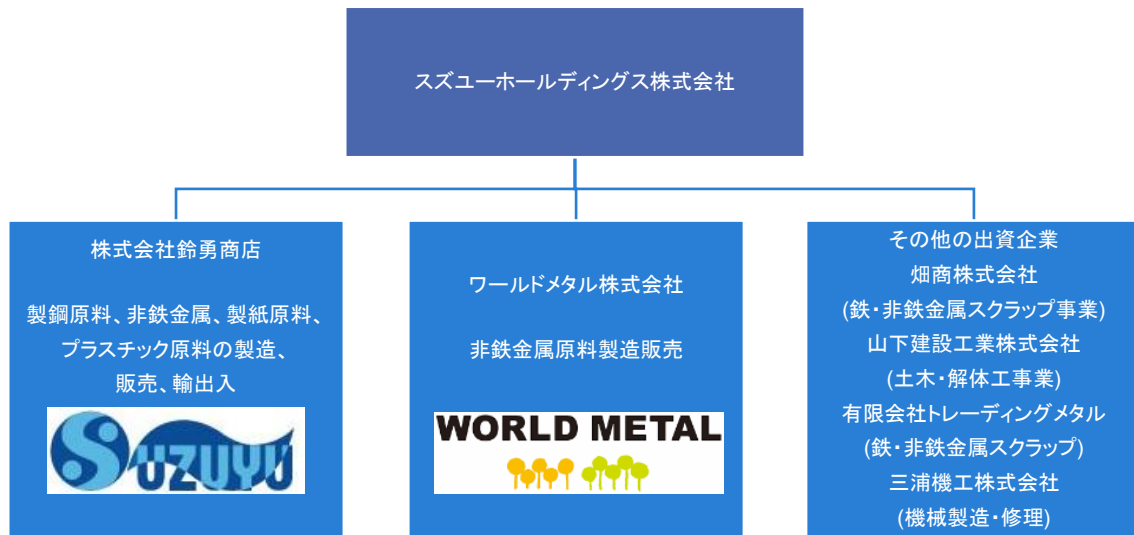 スズユーホールディングス株式会社
株式会社鈴勇商店
製鋼原料、非鉄金属、製紙原料、
プラスチック原料の製造、
販売、輸出入
SUZUYU
ワールドメタル株式会社
非鉄金属原料製造販売
WORLD METAL
その他の出資企業
畑商株式会社
(鉄・非鉄金属スクラップ事業)
山下建設工業株式会社
(土木・解体工事業)
有限会社トレーディングメタル
(鉄・非鉄金属スクラップ)
三浦機工株式会社
(機械製造・修理)